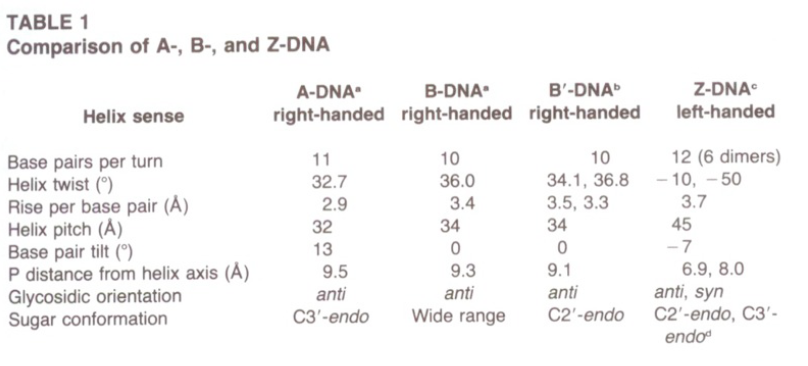 TABLE 1
Comparison of A-, B-, and Z-DNA
A-DNAᵃ B-DNAᵃ B′-DNAᵇ Z-DNAᶜ
Helix sense right-handed right-handed right-handed left-handed
Base pairs per turn 11 10 10 12 (6 dimers)
Helix twist (°) 32.7 36.0 34.1, 36.8 −10, −50
Rise per base pair (Å) 2.9 3.4 3.5, 3.3 3.7
Helix pitch (Å) 32 34 34 45
Base pair tilt (°) 13 0 0 −7
P distance from helix axis (Å) 9.5 9.3 9.1 6.9, 8.0
Glycosidic orientation anti anti anti anti, syn
Sugar conformation C3′-endo Wide range C2′-endo C2′-endo, C3′-
endoᵈ